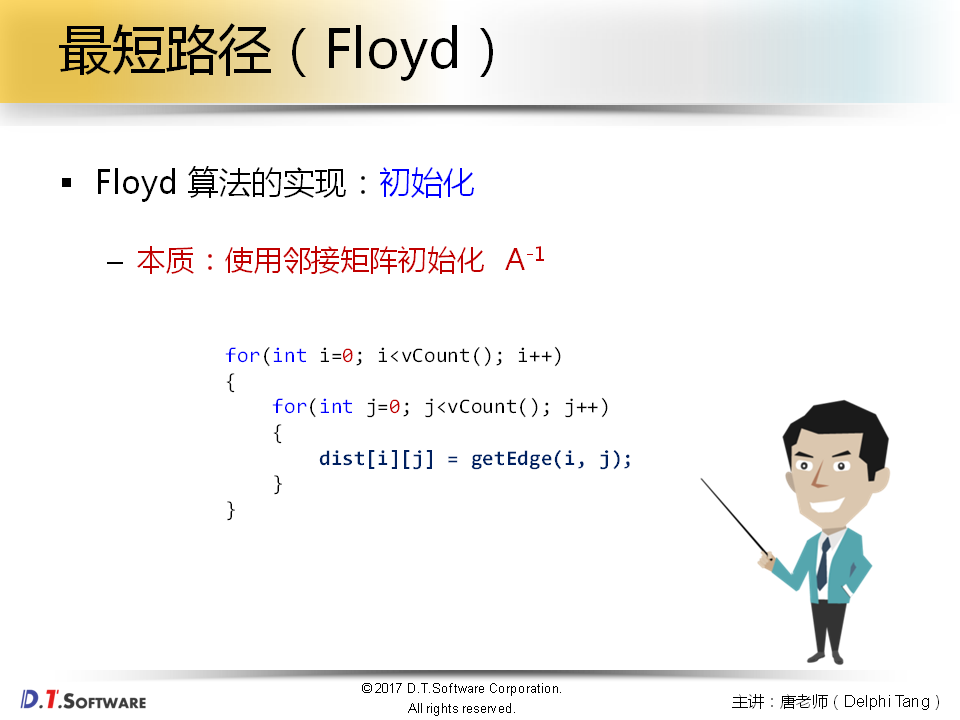 最短路径（Floyd）
▪ Floyd 算法的实现：初始化
– 本质：使用邻接矩阵初始化 A⁻¹
for(int i=0; i<vCount(); i++)
{
    for(int j=0; j<vCount(); j++)
    {
        dist[i][j] = getEdge(i, j);
    }
}
©2017 D.T.Software Corporation.
All rights reserved.
D.T.SOFTWARE
主讲：唐老师（Delphi Tang）